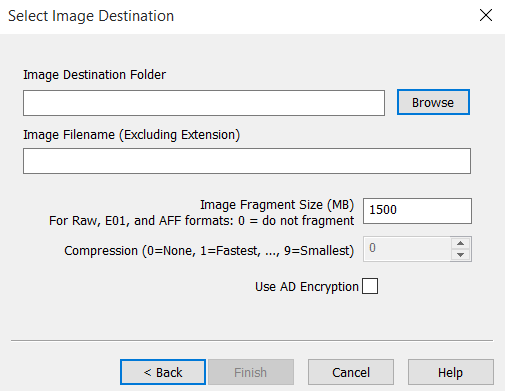 Select Image Destination
Image Destination Folder
Browse
Image Filename (Excluding Extension)
Image Fragment Size (MB)
1500
For Raw, E01, and AFF formats: 0 = do not fragment
Compression (0=None, 1=Fastest, ..., 9=Smallest)
0
Use AD Encryption
< Back
Finish
Cancel
Help